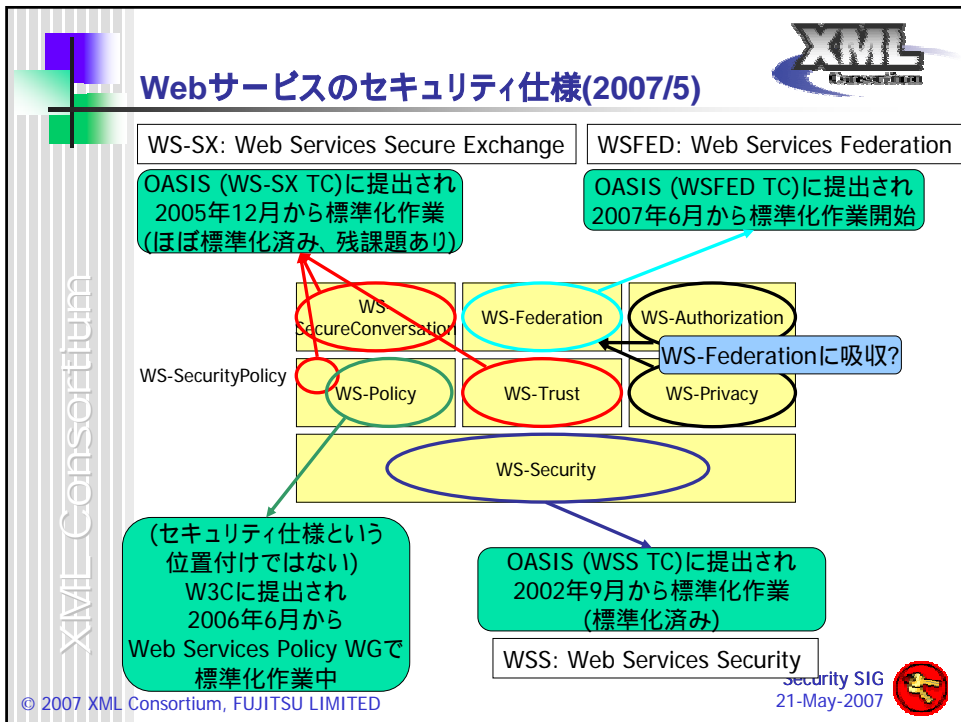 XML
Consortium
Webサービスのセキュリティ仕様(2007/5)
WS-SX: Web Services Secure Exchange
WSFED: Web Services Federation
OASIS (WS-SX TC)に提出され
2005年12月から標準化作業
(ほぼ標準化済み、残課題あり)
OASIS (WSFED TC)に提出され
2007年6月から標準化作業開始
WS-
SecureConversation
WS-Federation
WS-Authorization
WS-Federationに吸収?
WS-SecurityPolicy
WS-Policy
WS-Trust
WS-Privacy
WS-Security
(セキュリティ仕様という
位置付けではない)
W3Cに提出され
2006年6月から
Web Services Policy WGで
標準化作業中
OASIS (WSS TC)に提出され
2002年9月から標準化作業
(標準化済み)
WSS: Web Services Security
XML Consortium
© 2007 XML Consortium, FUJITSU LIMITED
Security SIG
21-May-2007